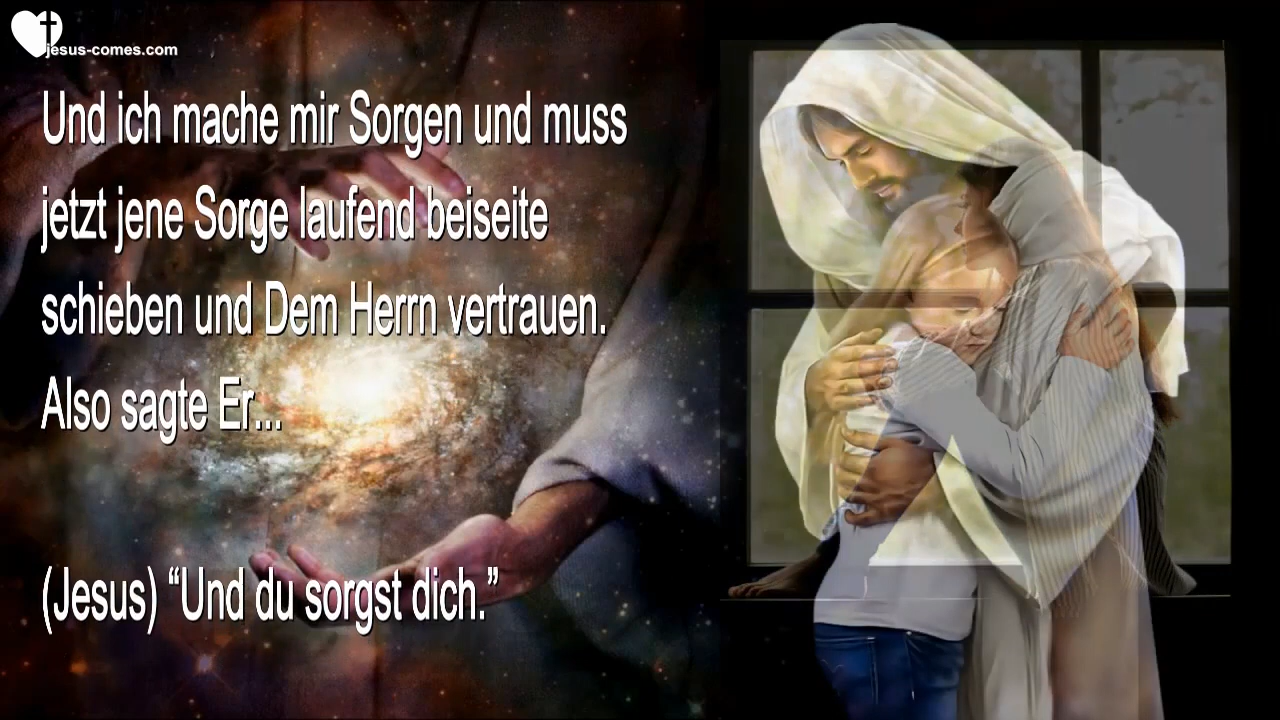 jesus-comes.com
Und ich mache mir Sorgen und muss
jetzt jene Sorge laufend beiseite
schieben und Dem Herrn vertrauen.
Also sagte Er...
(Jesus) “Und du sorgst dich.”